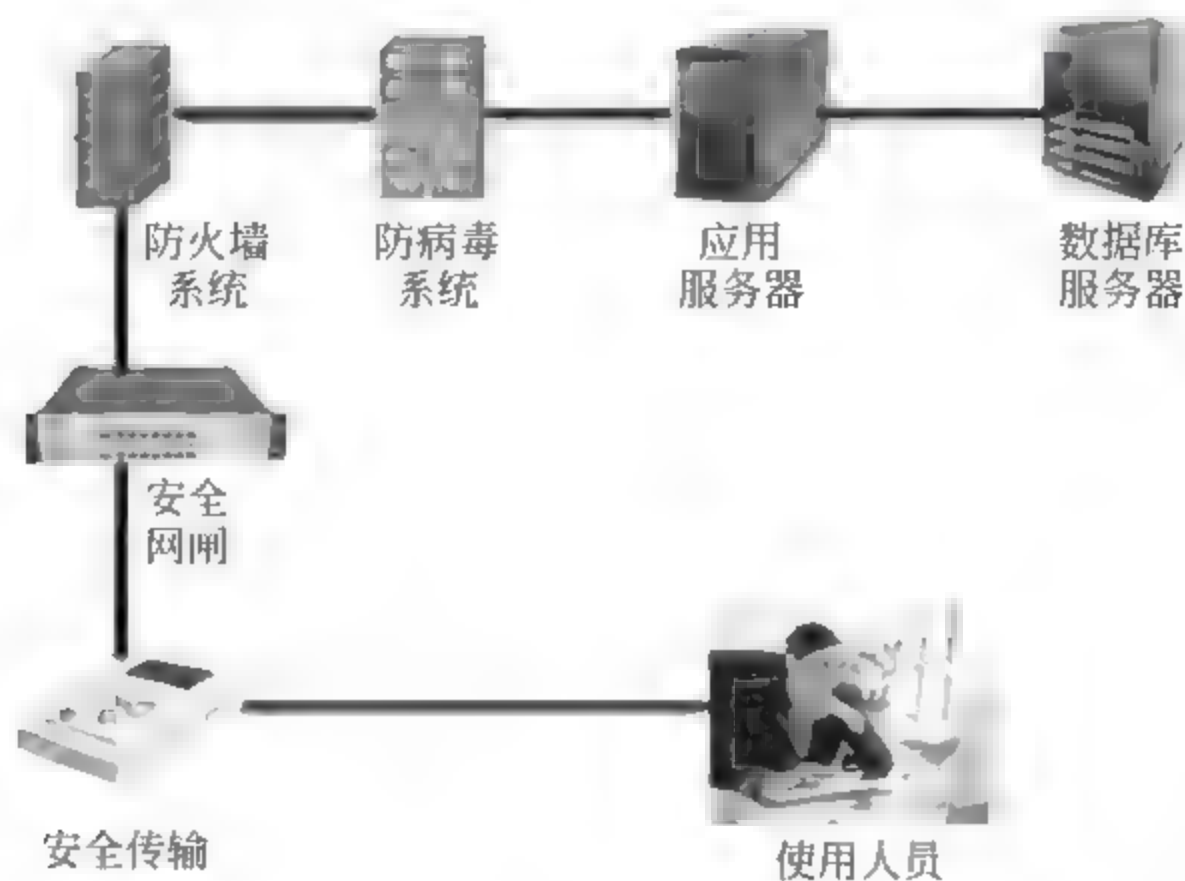 防火墙
系统
防病毒
系统
应用
服务器
数据库
服务器
安全
网闸
安全传输
使用人员